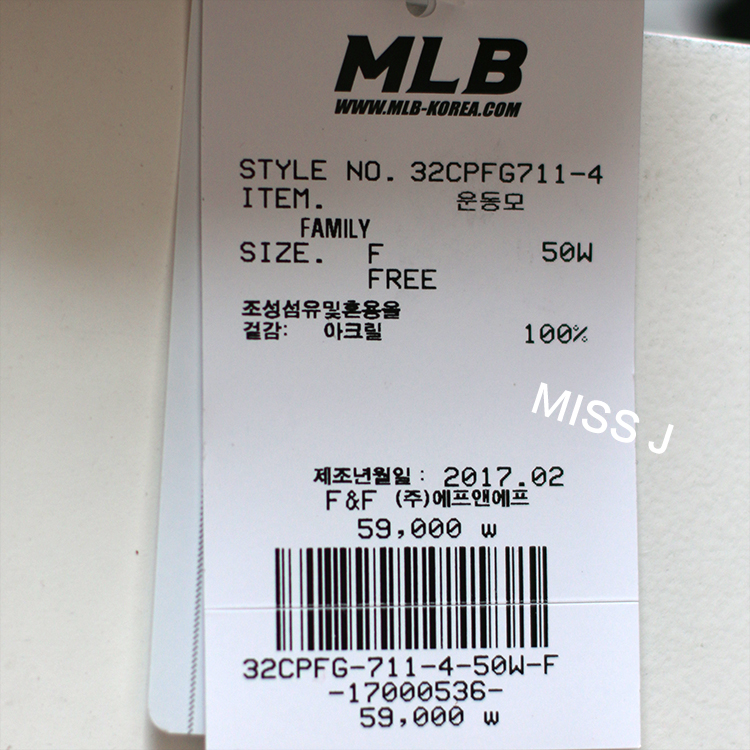 MLB
WWW.MLB-KOREA.COM
STYLE NO. 32CPFG711-4
ITEM. 운동모
FAMILY
SIZE. F 50W
FREE
조성섬유및혼용율
겉감: 아크릴 100%
MISS J
제조년월일: 2017.02
F&F (주)에프앤에프
59,000 w
32CPFG-711-4-50W-F
-17000536-
59,000 w